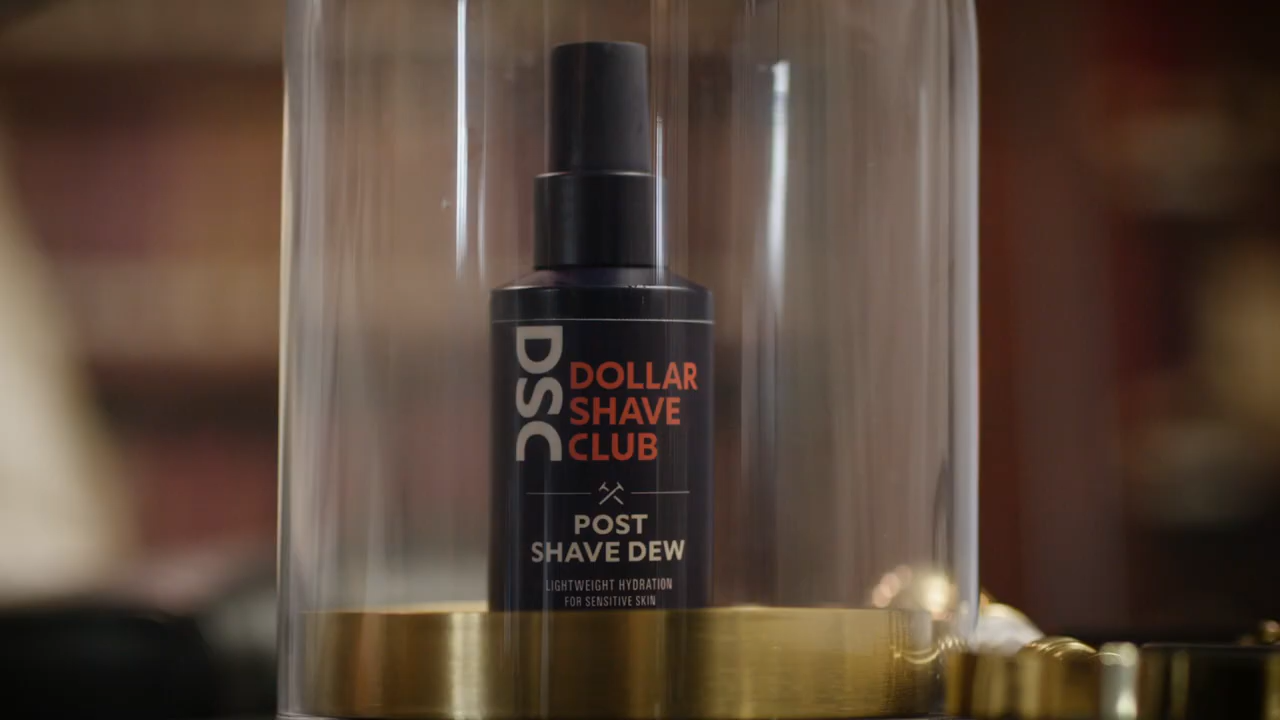 DSC
DOLLAR
SHAVE
CLUB
POST
SHAVE DEW
LIGHTWEIGHT HYDRATION
FOR SENSITIVE SKIN